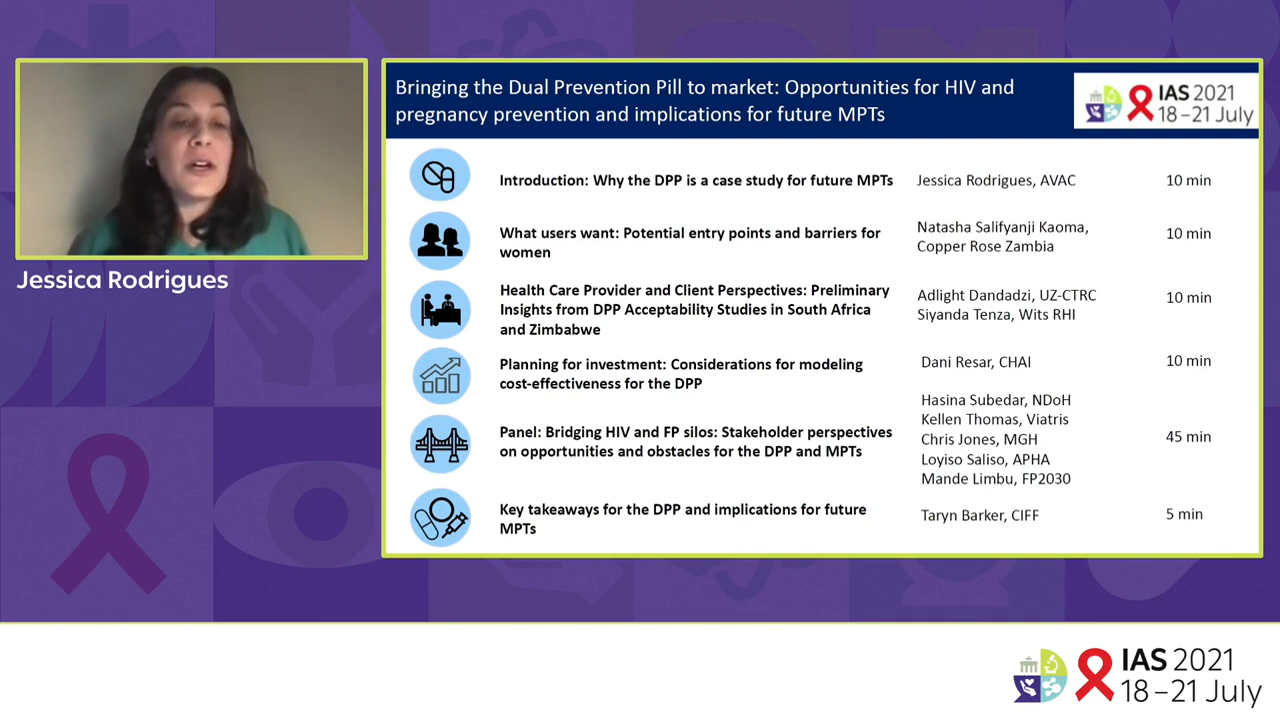 Jessica Rodrigues
Bringing the Dual Prevention Pill to market: Opportunities for HIV and
pregnancy prevention and implications for future MPTs
IAS 2021
18–21 July
Introduction: Why the DPP is a case study for future MPTs
Jessica Rodrigues, AVAC
10 min
What users want: Potential entry points and barriers for
women
Natasha Salifyanji Kaoma,
Copper Rose Zambia
10 min
Health Care Provider and Client Perspectives: Preliminary
Insights from DPP Acceptability Studies in South Africa
and Zimbabwe
Adlight Dandadzi, UZ-CTRC
Siyanda Tenza, Wits RHI
10 min
Planning for investment: Considerations for modeling
cost-effectiveness for the DPP
Dani Resar, CHAI
10 min
Panel: Bridging HIV and FP silos: Stakeholder perspectives
on opportunities and obstacles for the DPP and MPTs
Hasina Subedar, NDoH
Kellen Thomas, Viatris
Chris Jones, MGH
Loyiso Saliso, APHA
Mande Limbu, FP2030
45 min
Key takeaways for the DPP and implications for future
MPTs
Taryn Barker, CIFF
5 min
IAS 2021
18–21 July